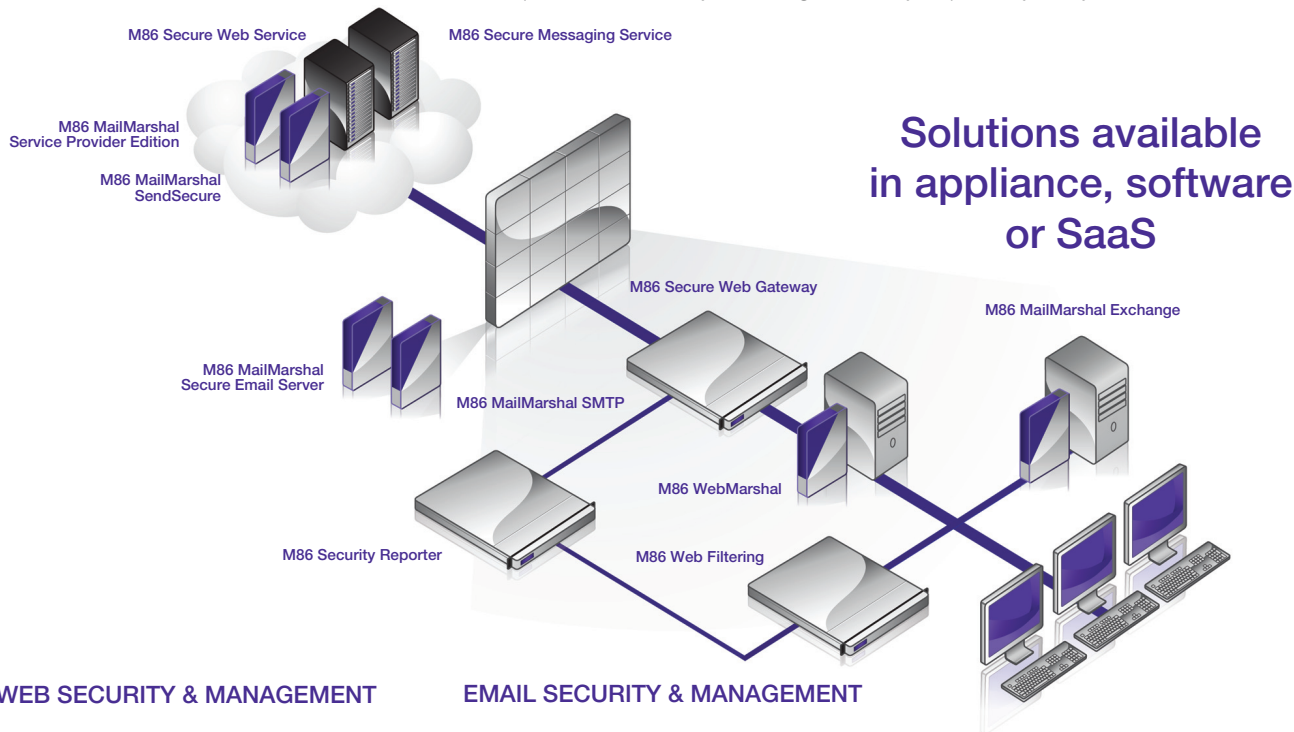 M86 Secure Web Service
M86 Secure Messaging Service
M86 MailMarshal
Service Provider Edition
M86 MailMarshal
SendSecure
Solutions available
in appliance, software
or SaaS
M86 Secure Web Gateway
M86 MailMarshal Exchange
M86 MailMarshal
Secure Email Server
M86 MailMarshal SMTP
M86 WebMarshal
M86 Security Reporter
M86 Web Filtering
WEB SECURITY & MANAGEMENT
EMAIL SECURITY & MANAGEMENT